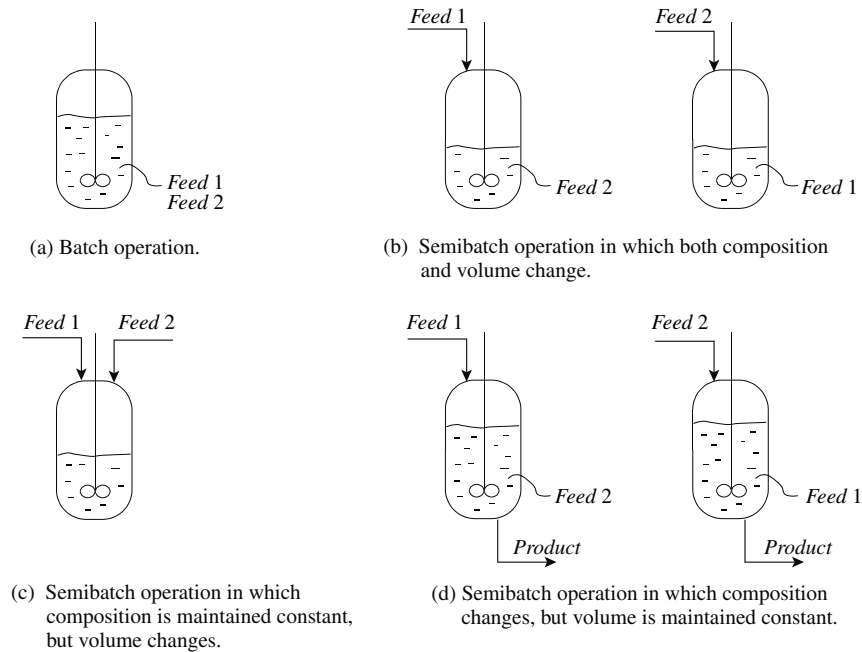 Feed 1
Feed 2
Feed 1
Feed 2
Feed 2
Feed 1
(a) Batch operation.
(b) Semibatch operation in which both composition
and volume change.
Feed 1
Feed 2
Feed 1
Feed 2
Feed 2
Feed 1
Product
Product
(c) Semibatch operation in which
composition is maintained constant,
but volume changes.
(d) Semibatch operation in which composition
changes, but volume is maintained constant.